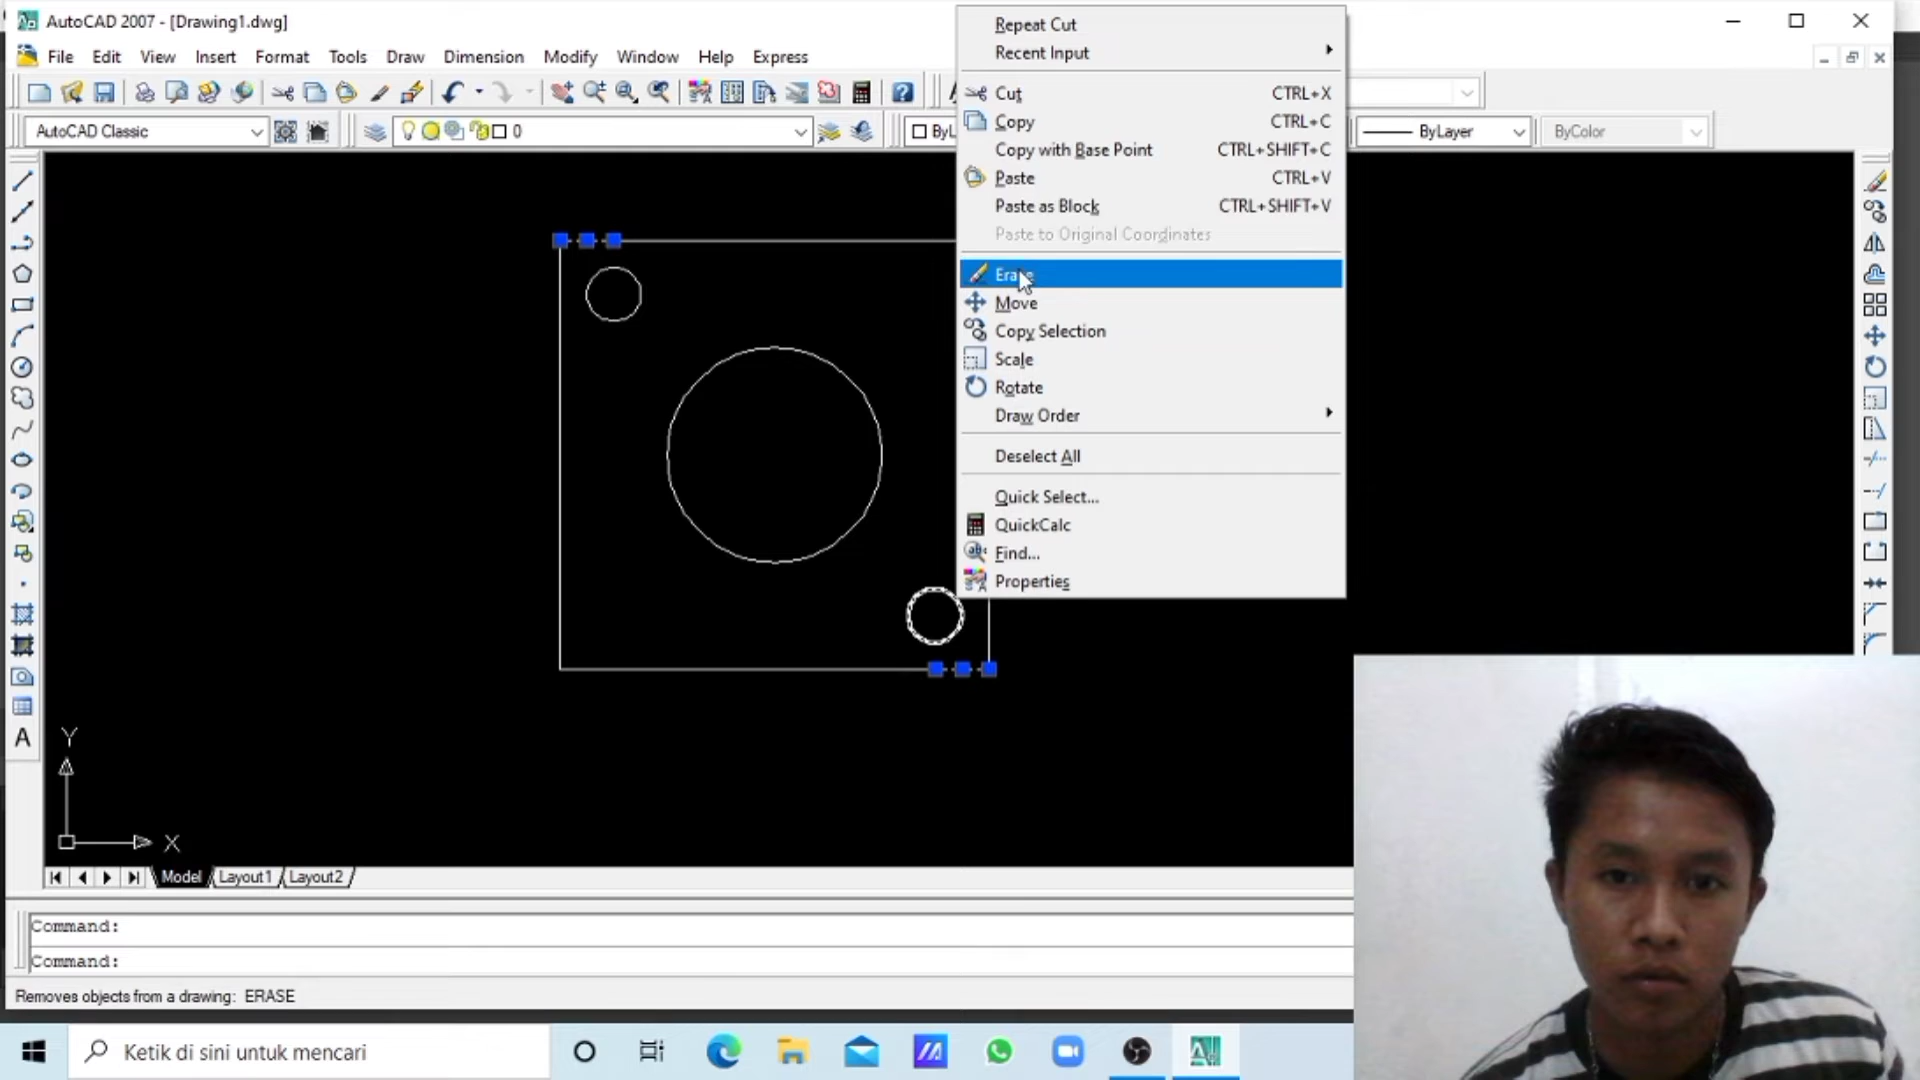 AutoCAD 2007 - [Drawing1.dwg]
File Edit View Insert Format Tools Draw Dimension Modify Window Help Express
AutoCAD Classic
0
ByLayer
ByColor
Repeat Cut
Recent Input
Cut CTRL+X
Copy CTRL+C
Copy with Base Point CTRL+SHIFT+C
Paste CTRL+V
Paste as Block CTRL+SHIFT+V
Paste to Original Coordinates
Erase
Move
Copy Selection
Scale
Rotate
Draw Order
Deselect All
Quick Select...
QuickCalc
Find...
Properties
A
Y
X
Model Layout1 Layout2
Command:
Command:
Removes objects from a drawing: ERASE
Ketik di sini untuk mencari